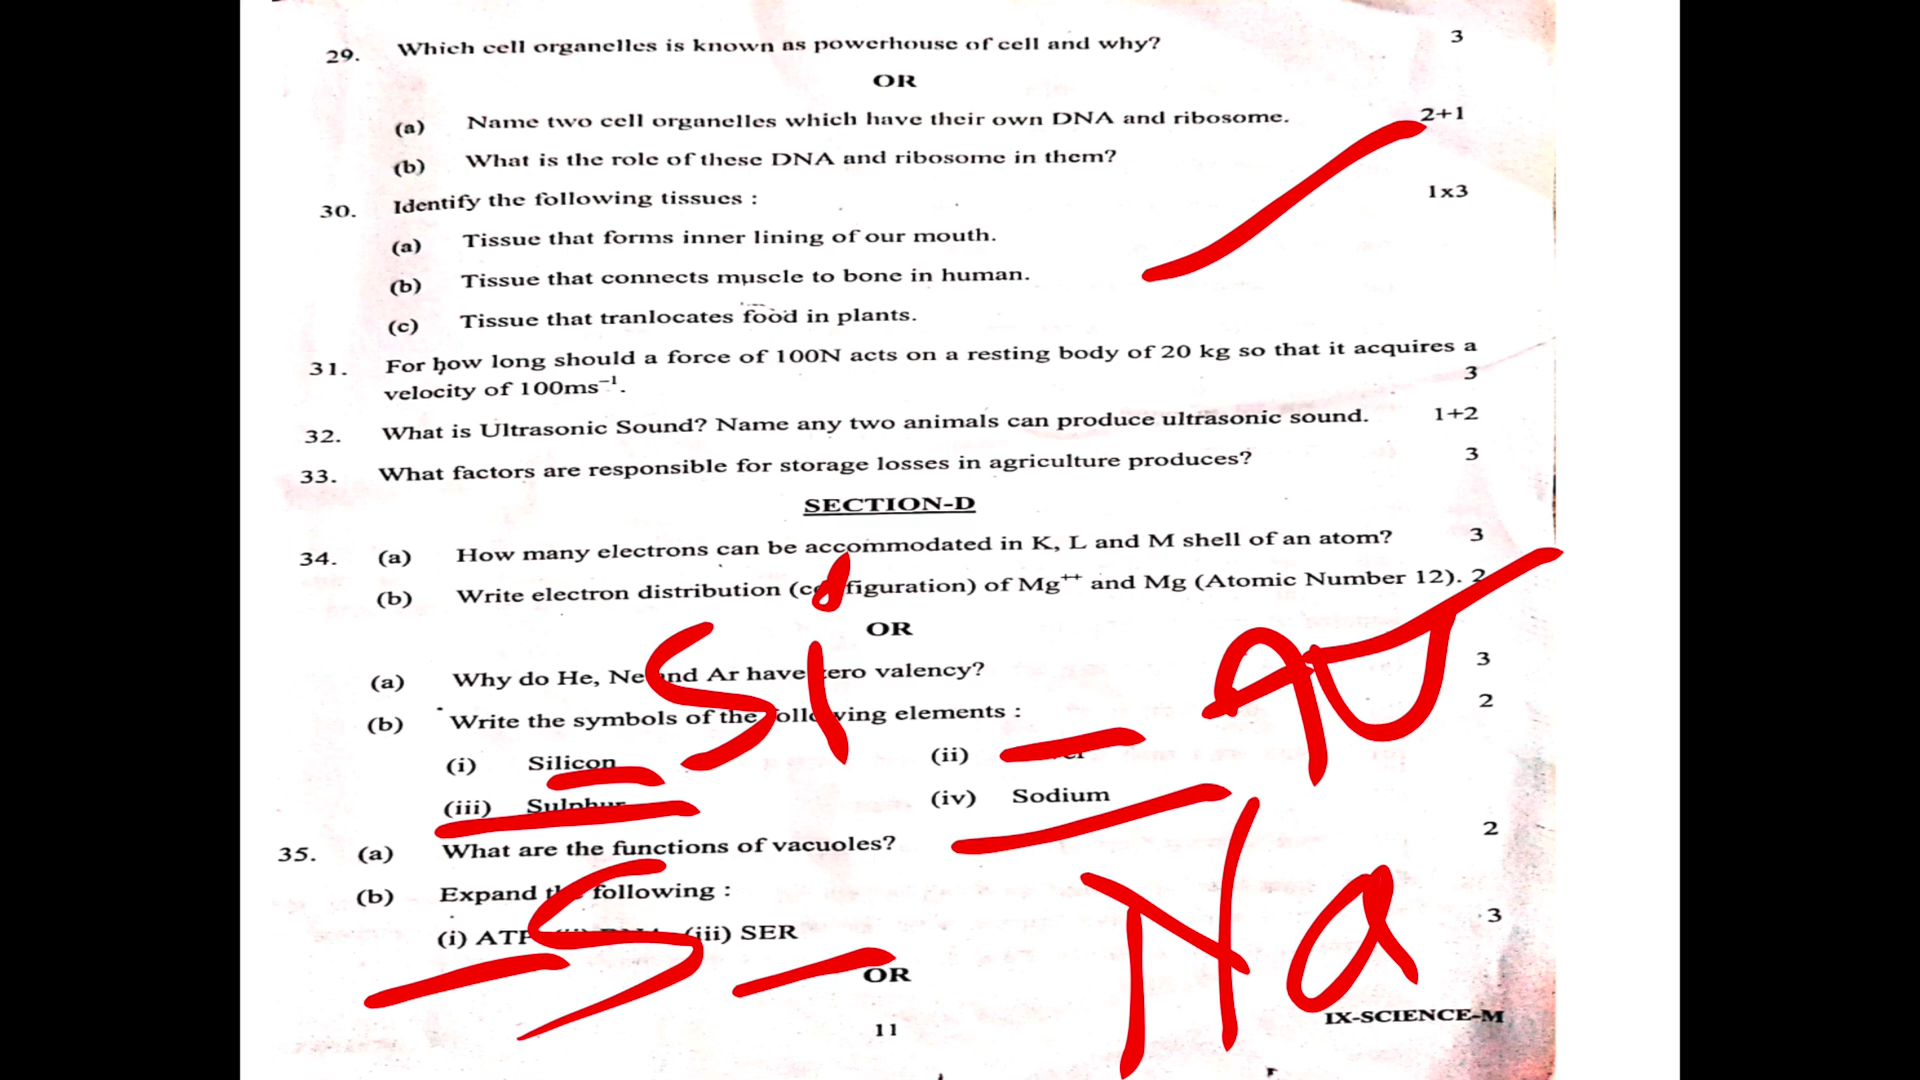 29. Which cell organelles is known as powerhouse of cell and why? 3
OR
(a) Name two cell organelles which have their own DNA and ribosome. 2+1
(b) What is the role of these DNA and ribosome in them?
30. Identify the following tissues : 1x3
(a) Tissue that forms inner lining of our mouth.
(b) Tissue that connects muscle to bone in human.
(c) Tissue that tranlocates food in plants.
31. For how long should a force of 100N acts on a resting body of 20 kg so that it acquires a
velocity of 100ms⁻¹. 3
32. What is Ultrasonic Sound? Name any two animals can produce ultrasonic sound. 1+2
33. What factors are responsible for storage losses in agriculture produces? 3
SECTION-D
34. (a) How many electrons can be accommodated in K, L and M shell of an atom? 3
(b) Write electron distribution (configuration) of Mg⁺⁺ and Mg (Atomic Number 12). 2
OR
(a) Why do He, Ne and Ar have zero valency? 3
(b) Write the symbols of the following elements : 2
Si
(i) Silicon (ii)
(iii) Sulphur (iv) Sodium
35. (a) What are the functions of vacuoles? 2
(b) Expand the following : 3
S Na
(i) ATP (iii) SER
OR
11
IX-SCIENCE-M